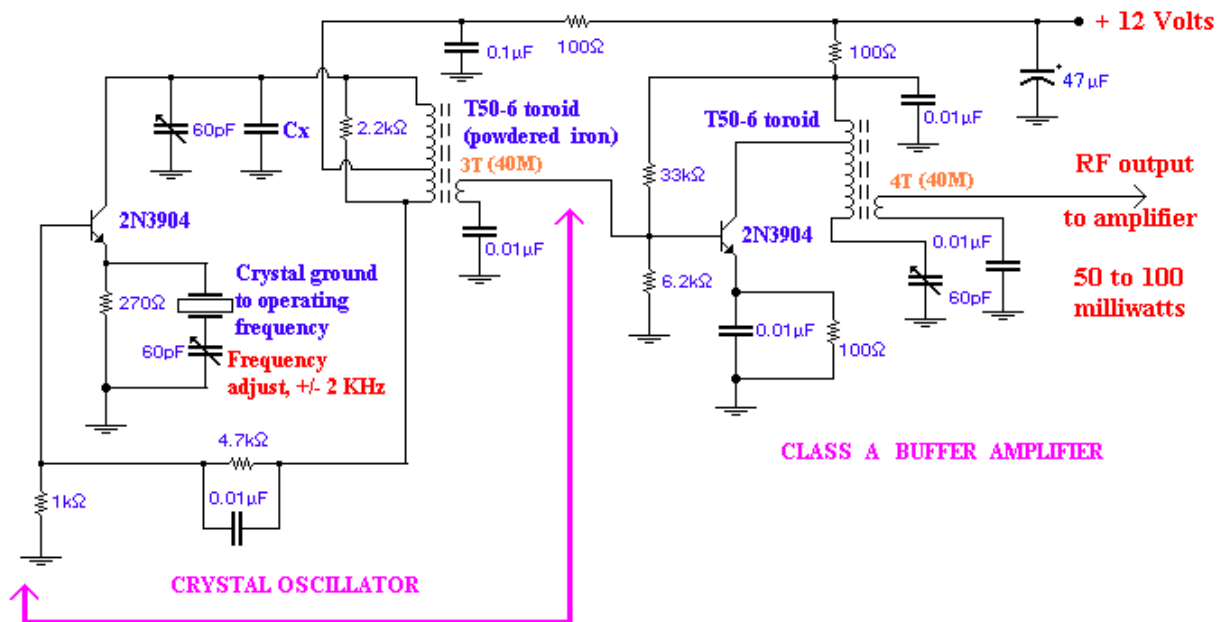 + 12 Volts
0.1µF
100Ω
100Ω
47µF
+
60pF
Cx
2.2kΩ
T50-6 toroid
(powdered iron)
3T (40M)
T50-6 toroid
0.01µF
33kΩ
4T (40M)
RF output
to amplifier
50 to 100
milliwatts
2N3904
0.01µF
2N3904
0.01µF
270Ω
Crystal ground
to operating
frequency
6.2kΩ
60pF
60pF
Frequency
adjust, +/- 2 KHz
0.01µF
100Ω
4.7kΩ
CLASS A BUFFER AMPLIFIER
1kΩ
0.01µF
CRYSTAL OSCILLATOR